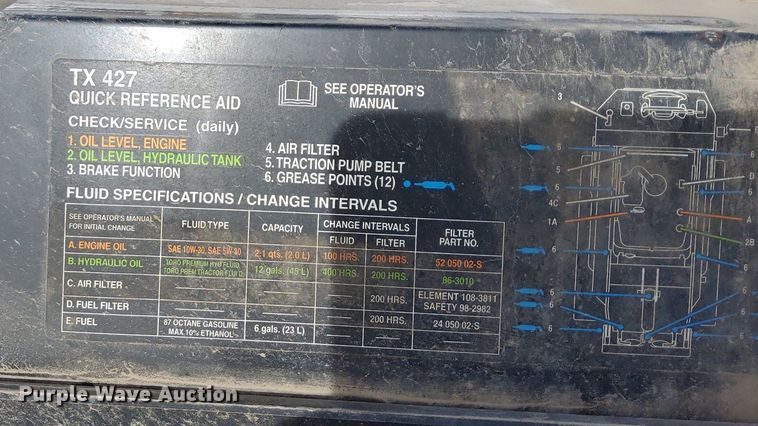 TX 427
QUICK REFERENCE AID
SEE OPERATOR'S
MANUAL
CHECK/SERVICE (daily)
1. OIL LEVEL, ENGINE
2. OIL LEVEL, HYDRAULIC TANK
3. BRAKE FUNCTION
4. AIR FILTER
5. TRACTION PUMP BELT
6. GREASE POINTS (12)
FLUID SPECIFICATIONS / CHANGE INTERVALS
SEE OPERATOR'S MANUAL
FOR INITIAL CHANGE
FLUID TYPE
CAPACITY
CHANGE INTERVALS
FLUID
FILTER
FILTER
PART NO.
A. ENGINE OIL
SAE 10W-30, SAE 5W-30
2.1 qts. (2.0 L)
100 HRS.
200 HRS.
52 050 02-S
B. HYDRAULIC OIL
TORO PREMIUM HYD FLUID
TORO PREM TRACTOR FLUID
12 gals. (45 L)
400 HRS.
200 HRS.
86-3010
C. AIR FILTER
ELEMENT 108-3811
SAFETY 98-2982
D. FUEL FILTER
200 HRS.
E. FUEL
87 OCTANE GASOLINE
MAX.10% ETHANOL
6 gals. (23 L)
200 HRS.
24 050 02-S
3
6
5
6
4C
1A
6
6
6
6
6
6
D
6
A
2B
6
6
6
Purple Wave Auction